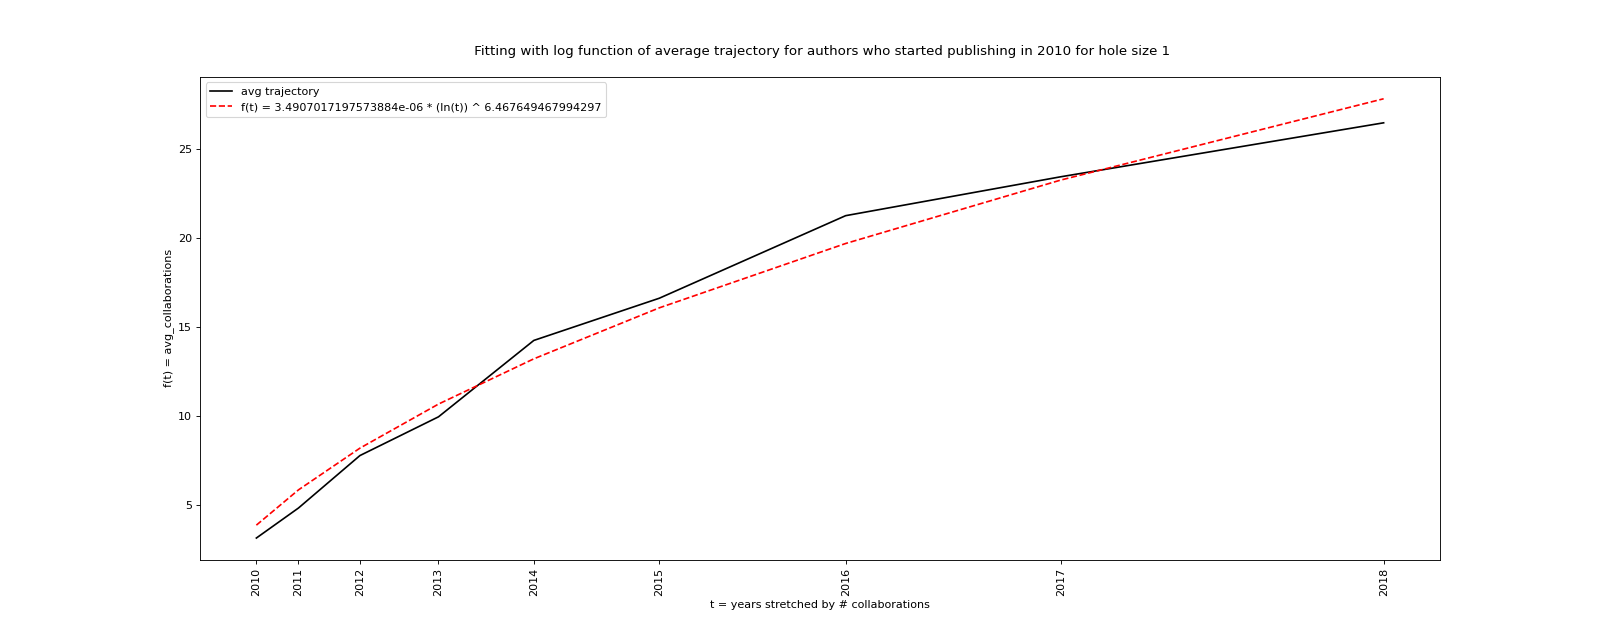 Fitting with log function of average trajectory for authors who started publishing in 2010 for hole size 1
avg trajectory
f(t) = 3.4907017197573884e-06 * (ln(t)) ^ 6.467649467994297
25
20
15
10
5
f(t) = avg_collaborations
2010 2011 2012 2013 2014 2015 2016 2017 2018
t = years stretched by # collaborations